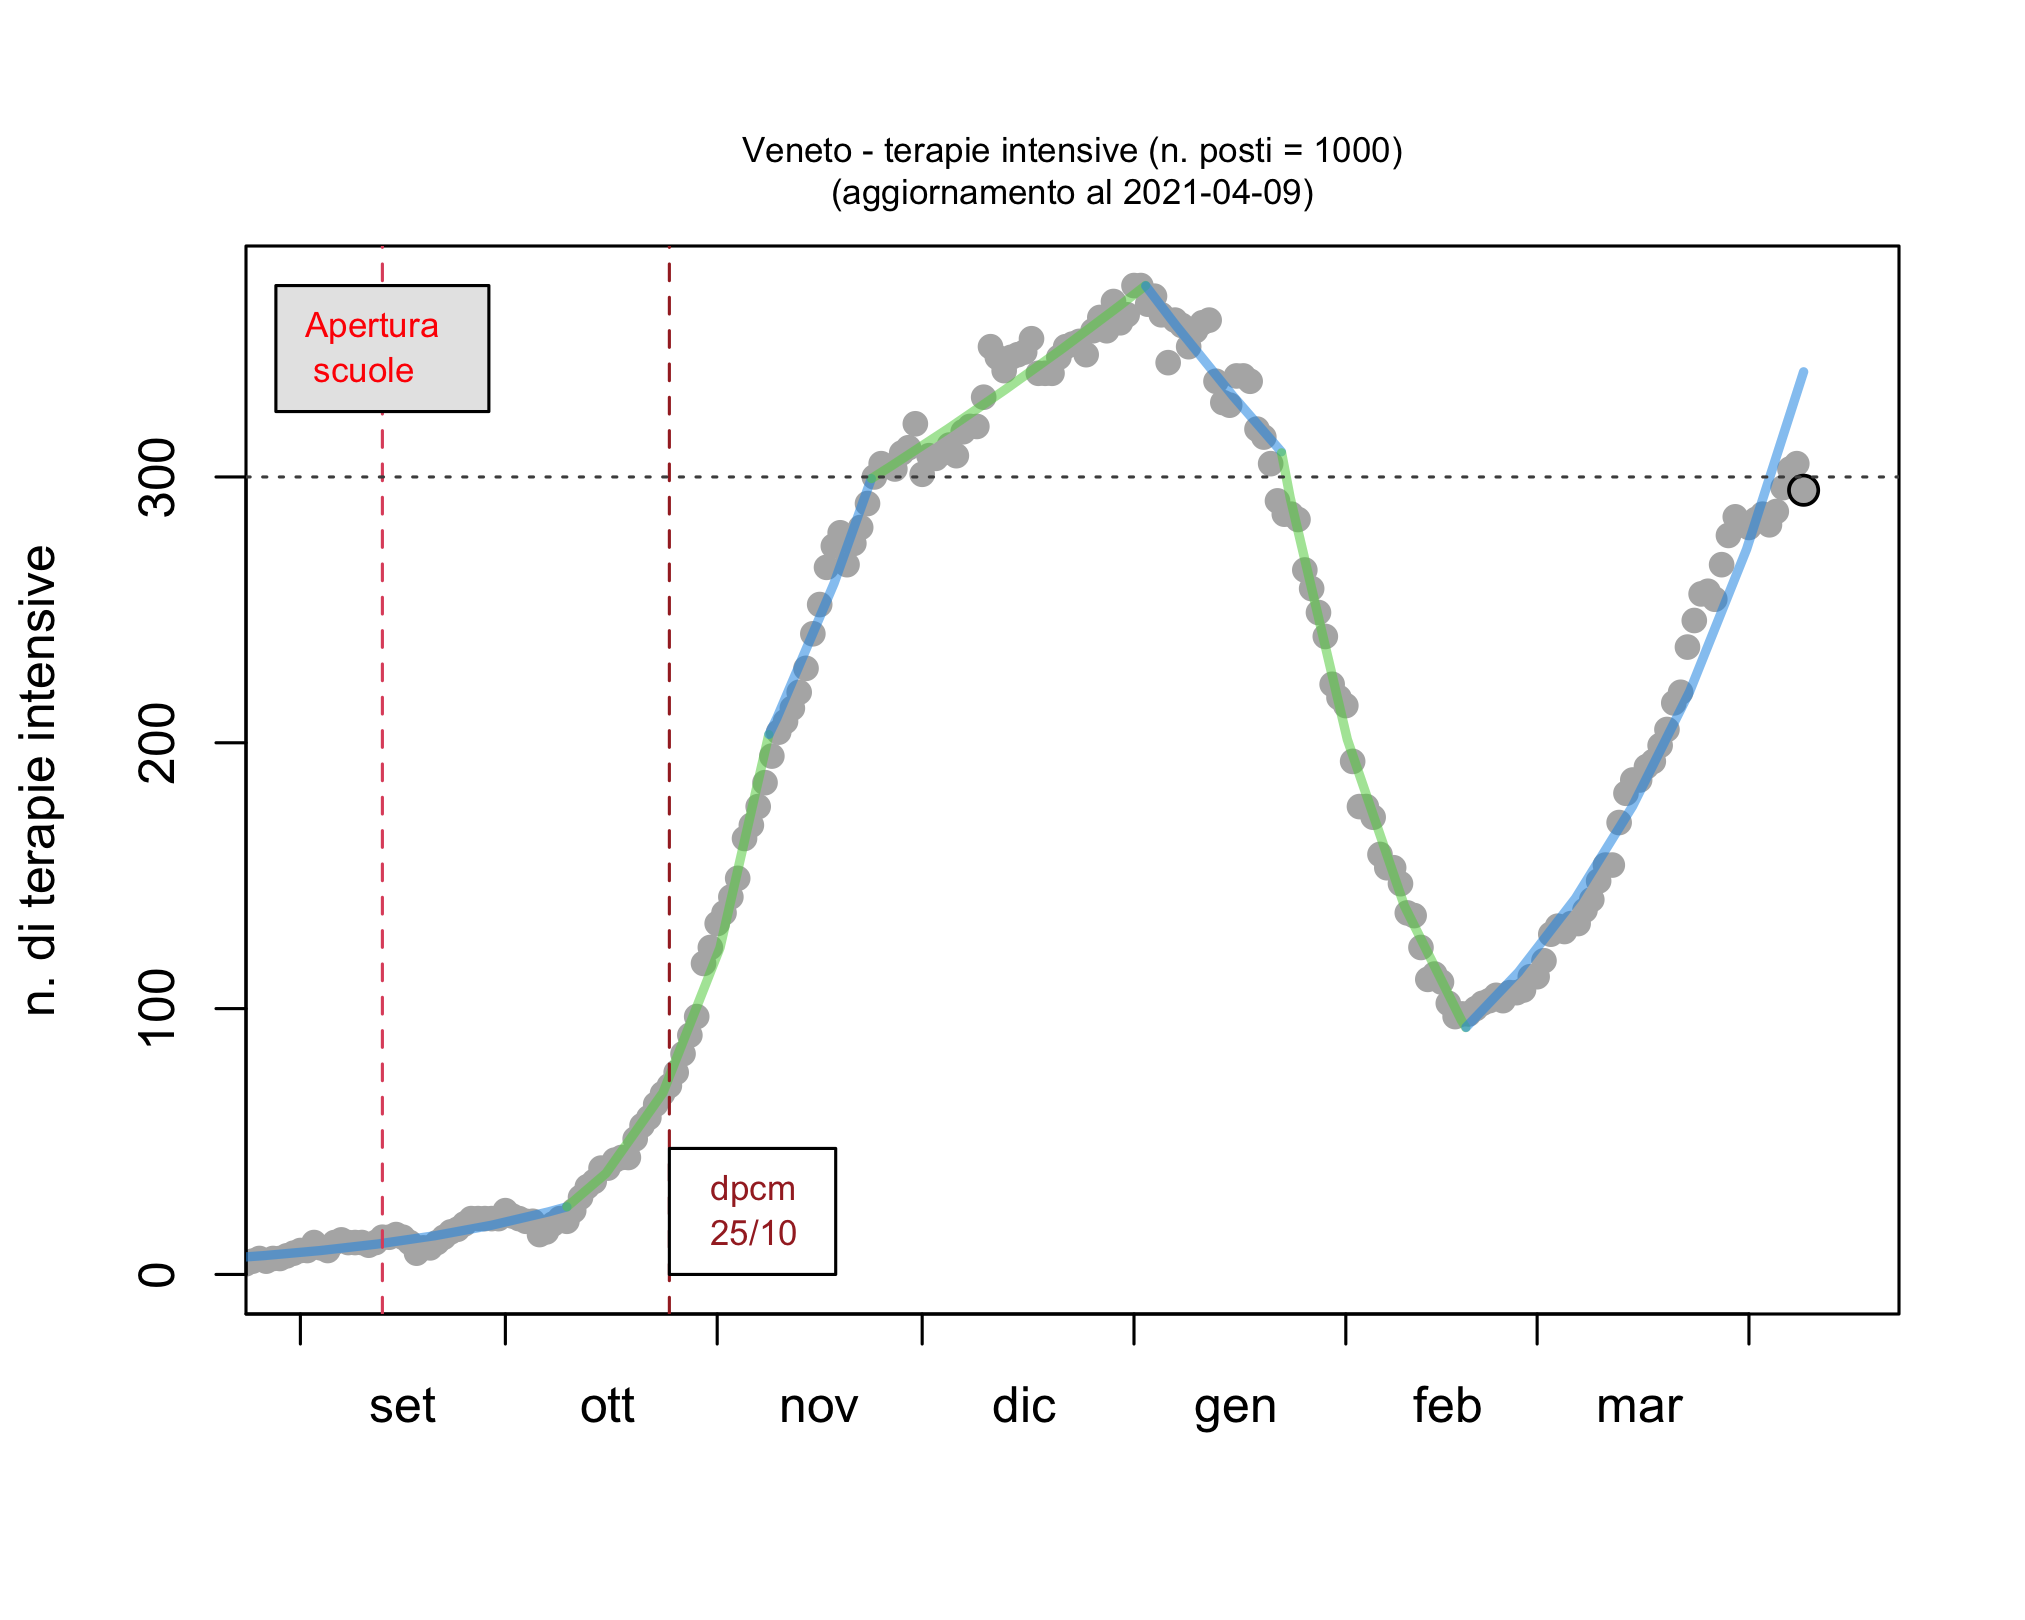 Veneto - terapie intensive (n. posti = 1000)
(aggiornamento al 2021-04-09)
Apertura
scuole
n. di terapie intensive
300
200
100
0
dpcm
25/10
set ott nov dic gen feb mar